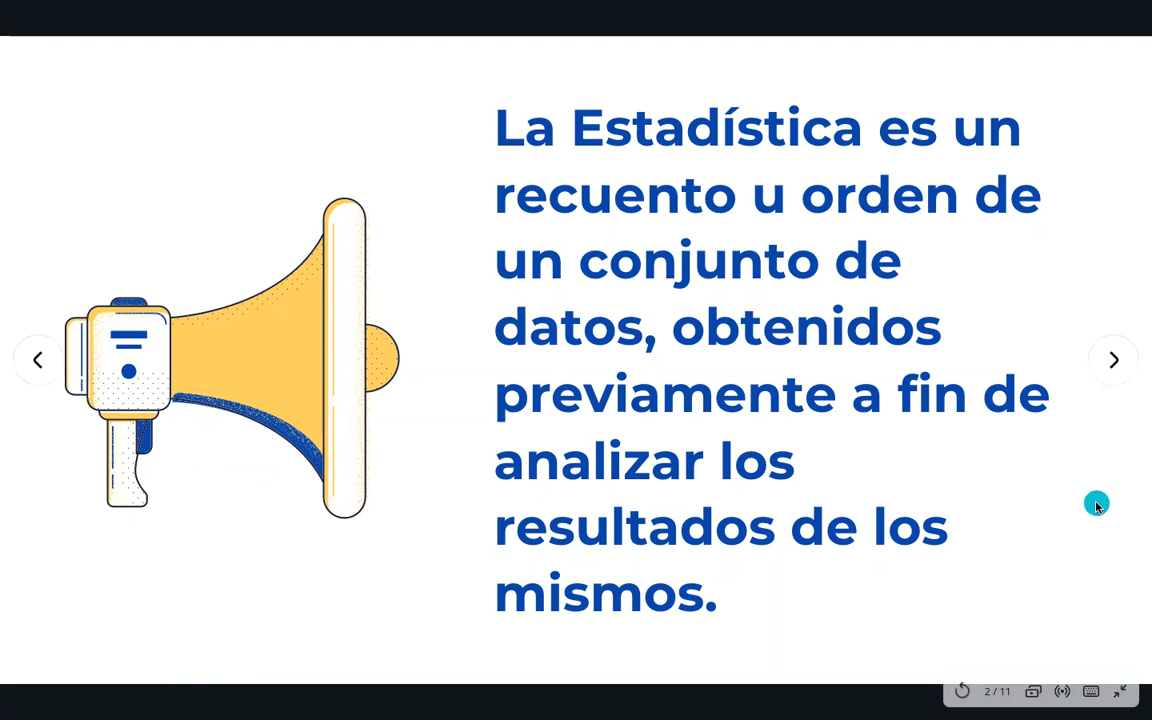 La Estadística es un
recuento u orden de
un conjunto de
datos, obtenidos
previamente a fin de
analizar los
resultados de los
mismos.
2 / 11